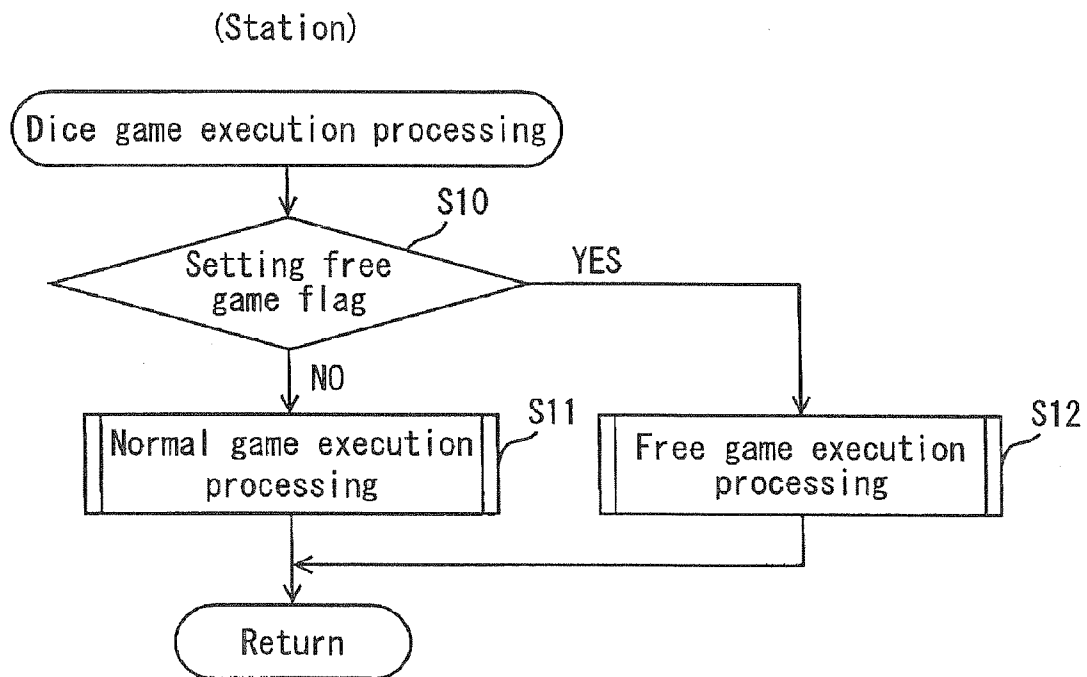 (Station)
Dice game execution processing
S10
Setting free
game flag
YES
NO
S11
Normal game execution
processing
S12
Free game execution
processing
Return